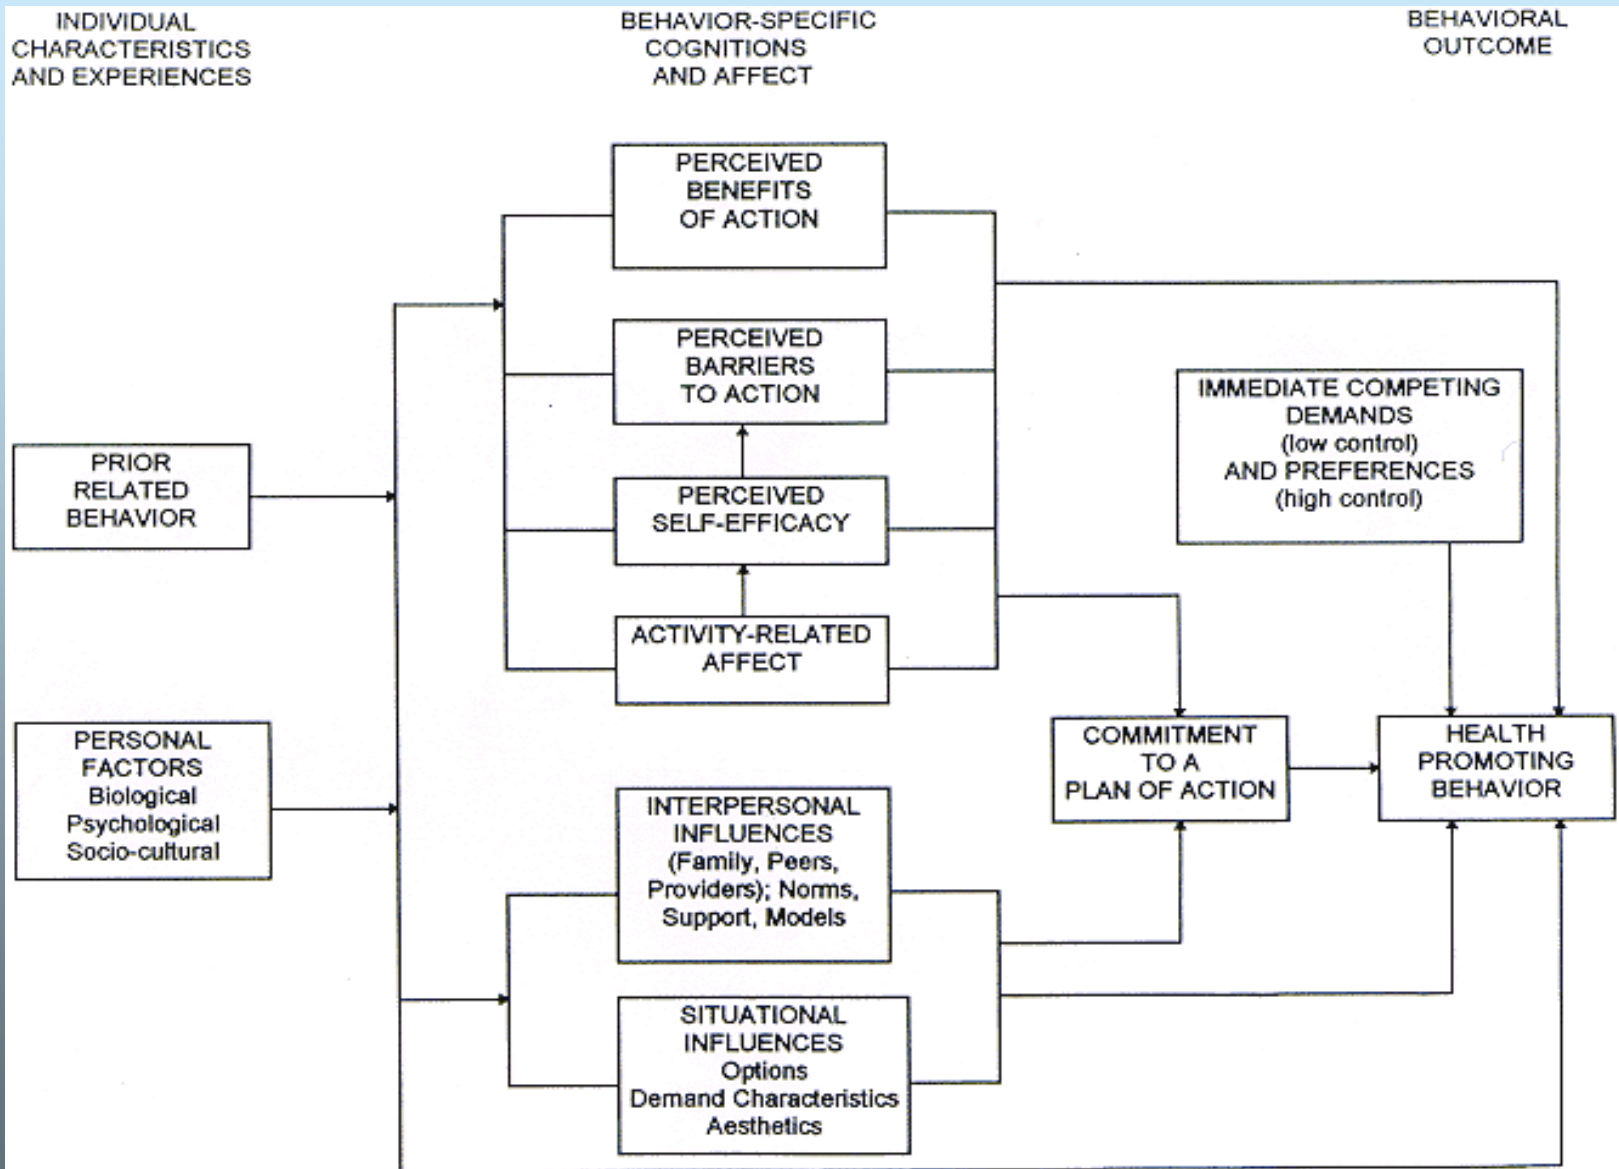 INDIVIDUAL
CHARACTERISTICS
AND EXPERIENCES
BEHAVIOR-SPECIFIC
COGNITIONS
AND AFFECT
BEHAVIORAL
OUTCOME
PERCEIVED
BENEFITS
OF ACTION
PERCEIVED
BARRIERS
TO ACTION
IMMEDIATE COMPETING
DEMANDS
(low control)
AND PREFERENCES
(high control)
PRIOR
RELATED
BEHAVIOR
PERCEIVED
SELF-EFFICACY
ACTIVITY-RELATED
AFFECT
PERSONAL
FACTORS
Biological
Psychological
Socio-cultural
COMMITMENT
TO A
PLAN OF ACTION
HEALTH
PROMOTING
BEHAVIOR
INTERPERSONAL
INFLUENCES
(Family, Peers,
Providers); Norms,
Support, Models
SITUATIONAL
INFLUENCES
Options
Demand Characteristics
Aesthetics